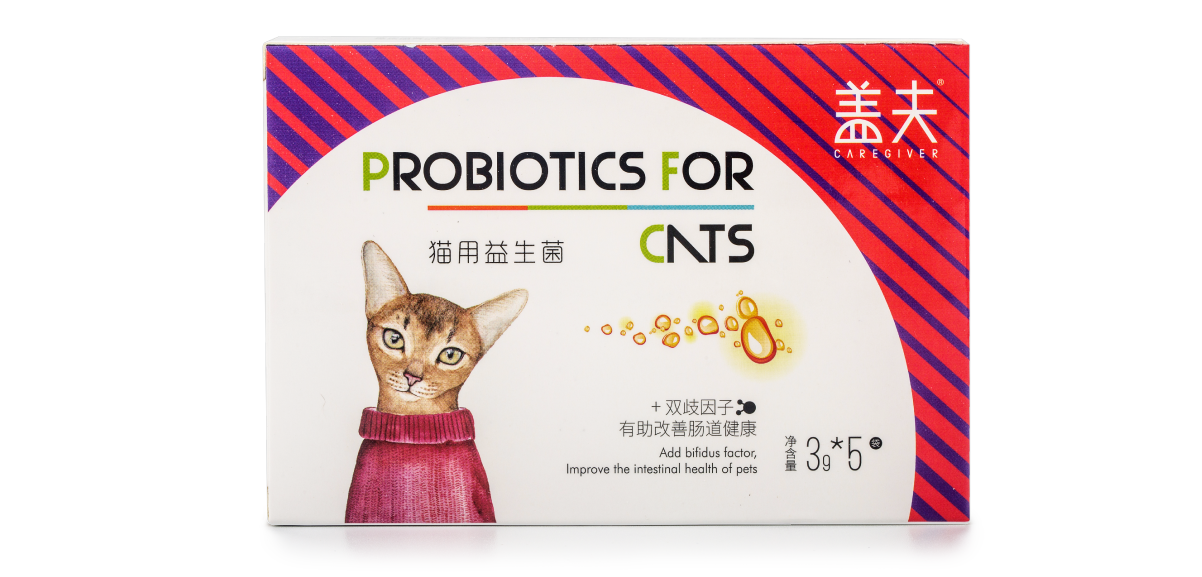 盖夫®
CAREGIVER
PROBIOTICS FOR
CATS
猫用益生菌
+双歧因子
有助改善肠道健康
Add bifidus factor,
Improve the intestinal health of pets
净含量 3g*5袋